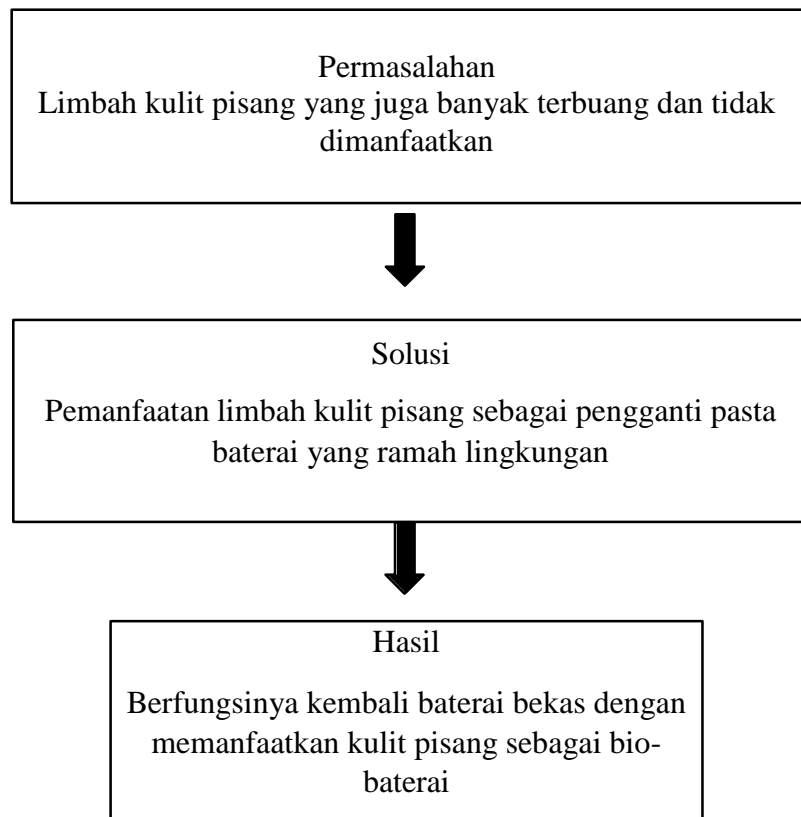 Permasalahan
Limbah kulit pisang yang juga banyak terbuang dan tidak
dimanfaatkan
Solusi
Pemanfaatan limbah kulit pisang sebagai pengganti pasta
baterai yang ramah lingkungan
Hasil
Berfungsinya kembali baterai bekas dengan
memanfaatkan kulit pisang sebagai bio-
baterai